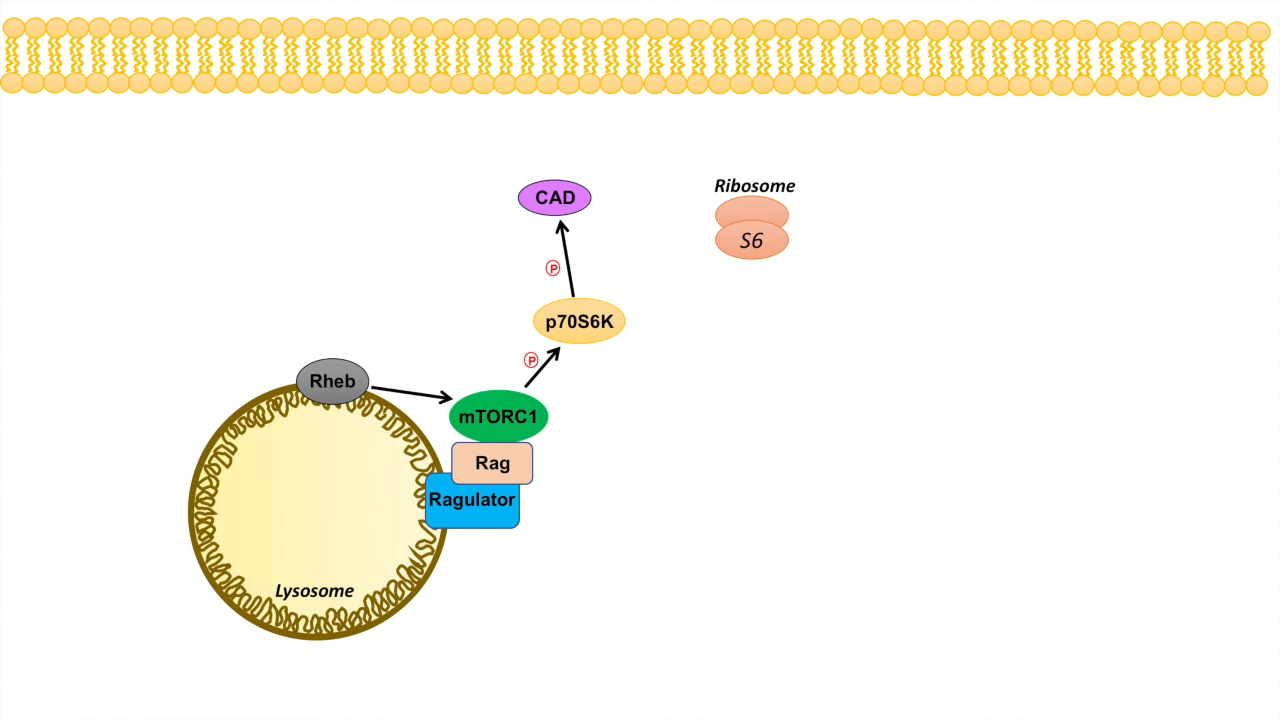 Ribosome
CAD
S6
P
p70S6K
P
Rheb
mTORC1
Rag
Ragulator
Lysosome